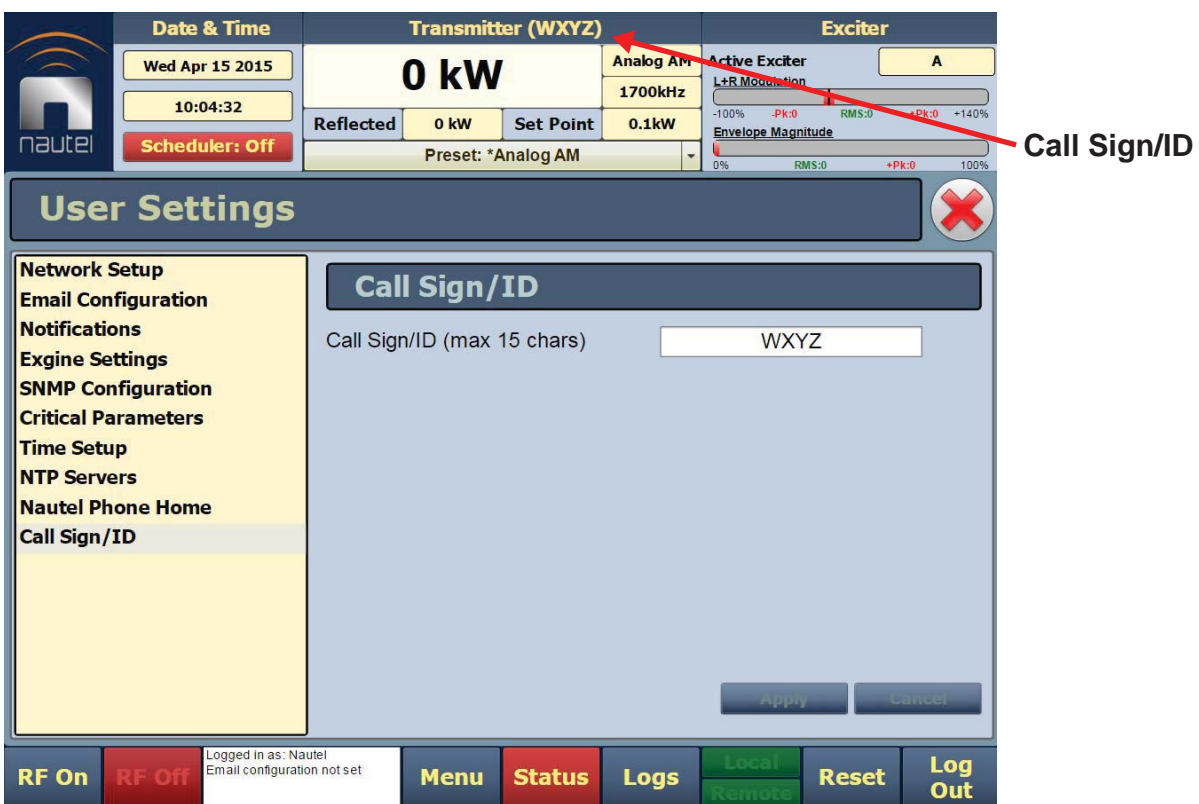 nautel
Date & Time
Wed Apr 15 2015
10:04:32
Scheduler: Off
Transmitter (WXYZ)
0 kW
Analog AM
1700kHz
Reflected 0 kW Set Point 0.1kW
Preset: *Analog AM
Exciter
Active Exciter A
L+R Modulation
-100% -Pk:0 RMS:0 +Pk:0 +140%
Envelope Magnitude
0% RMS:0 +Pk:0 100%
Call Sign/ID
User Settings
Network Setup
Email Configuration
Notifications
Exgine Settings
SNMP Configuration
Critical Parameters
Time Setup
NTP Servers
Nautel Phone Home
Call Sign/ID
Call Sign/ID
Call Sign/ID (max 15 chars) WXYZ
Apply Cancel
RF On RF Off
Logged in as: Nautel
Email configuration not set
Menu Status Logs
Local
Remote
Reset
Log
Out